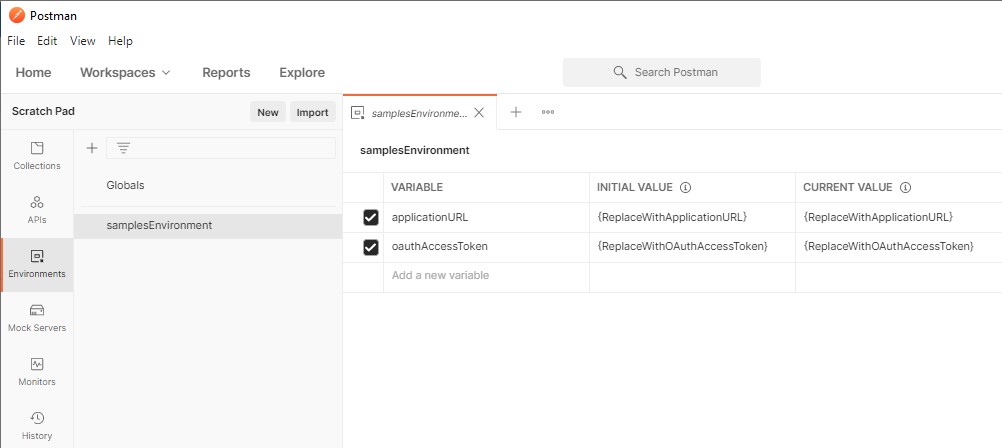 Postman
File Edit View Help
Home Workspaces Reports Explore Search Postman
Scratch Pad New Import
samplesEnvironme...
Collections
APIs
Environments
Mock Servers
Monitors
History
Globals
samplesEnvironment
samplesEnvironment
VARIABLE INITIAL VALUE CURRENT VALUE
applicationURL {ReplaceWithApplicationURL} {ReplaceWithApplicationURL}
oauthAccessToken {ReplaceWithOAuthAccessToken} {ReplaceWithOAuthAccessToken}
Add a new variable